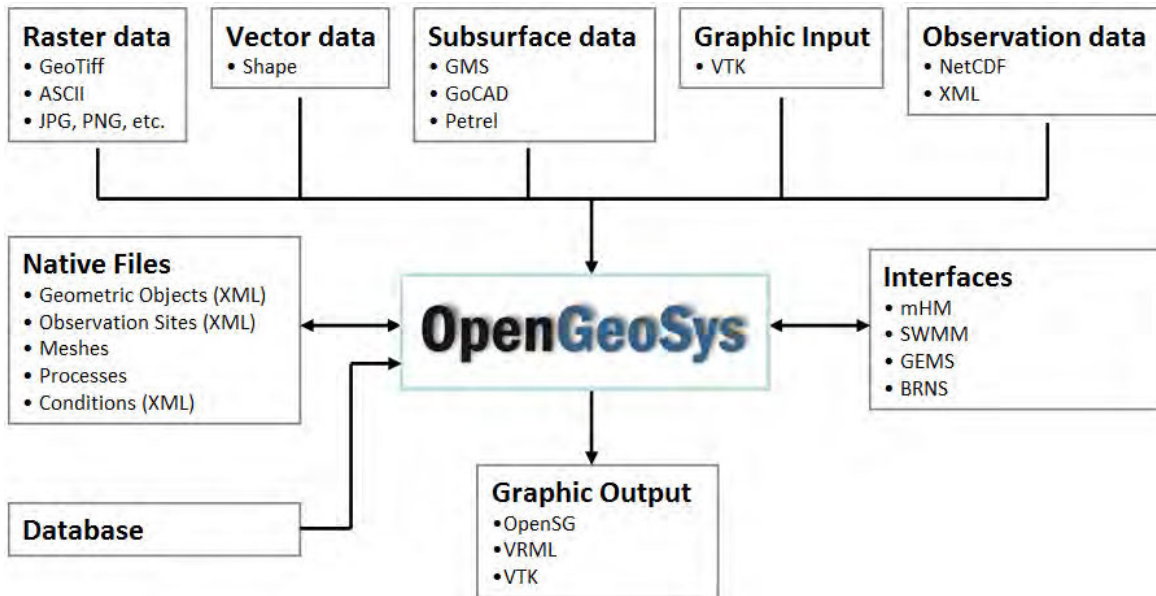 Raster data
• GeoTiff
• ASCII
• JPG, PNG, etc.
Vector data
• Shape
Subsurface data
• GMS
• GoCAD
• Petrel
Graphic Input
• VTK
Observation data
• NetCDF
• XML
Native Files
• Geometric Objects (XML)
• Observation Sites (XML)
• Meshes
• Processes
• Conditions (XML)
OpenGeoSys
Interfaces
• mHM
• SWMM
• GEMS
• BRNS
Database
Graphic Output
•OpenSG
•VRML
•VTK